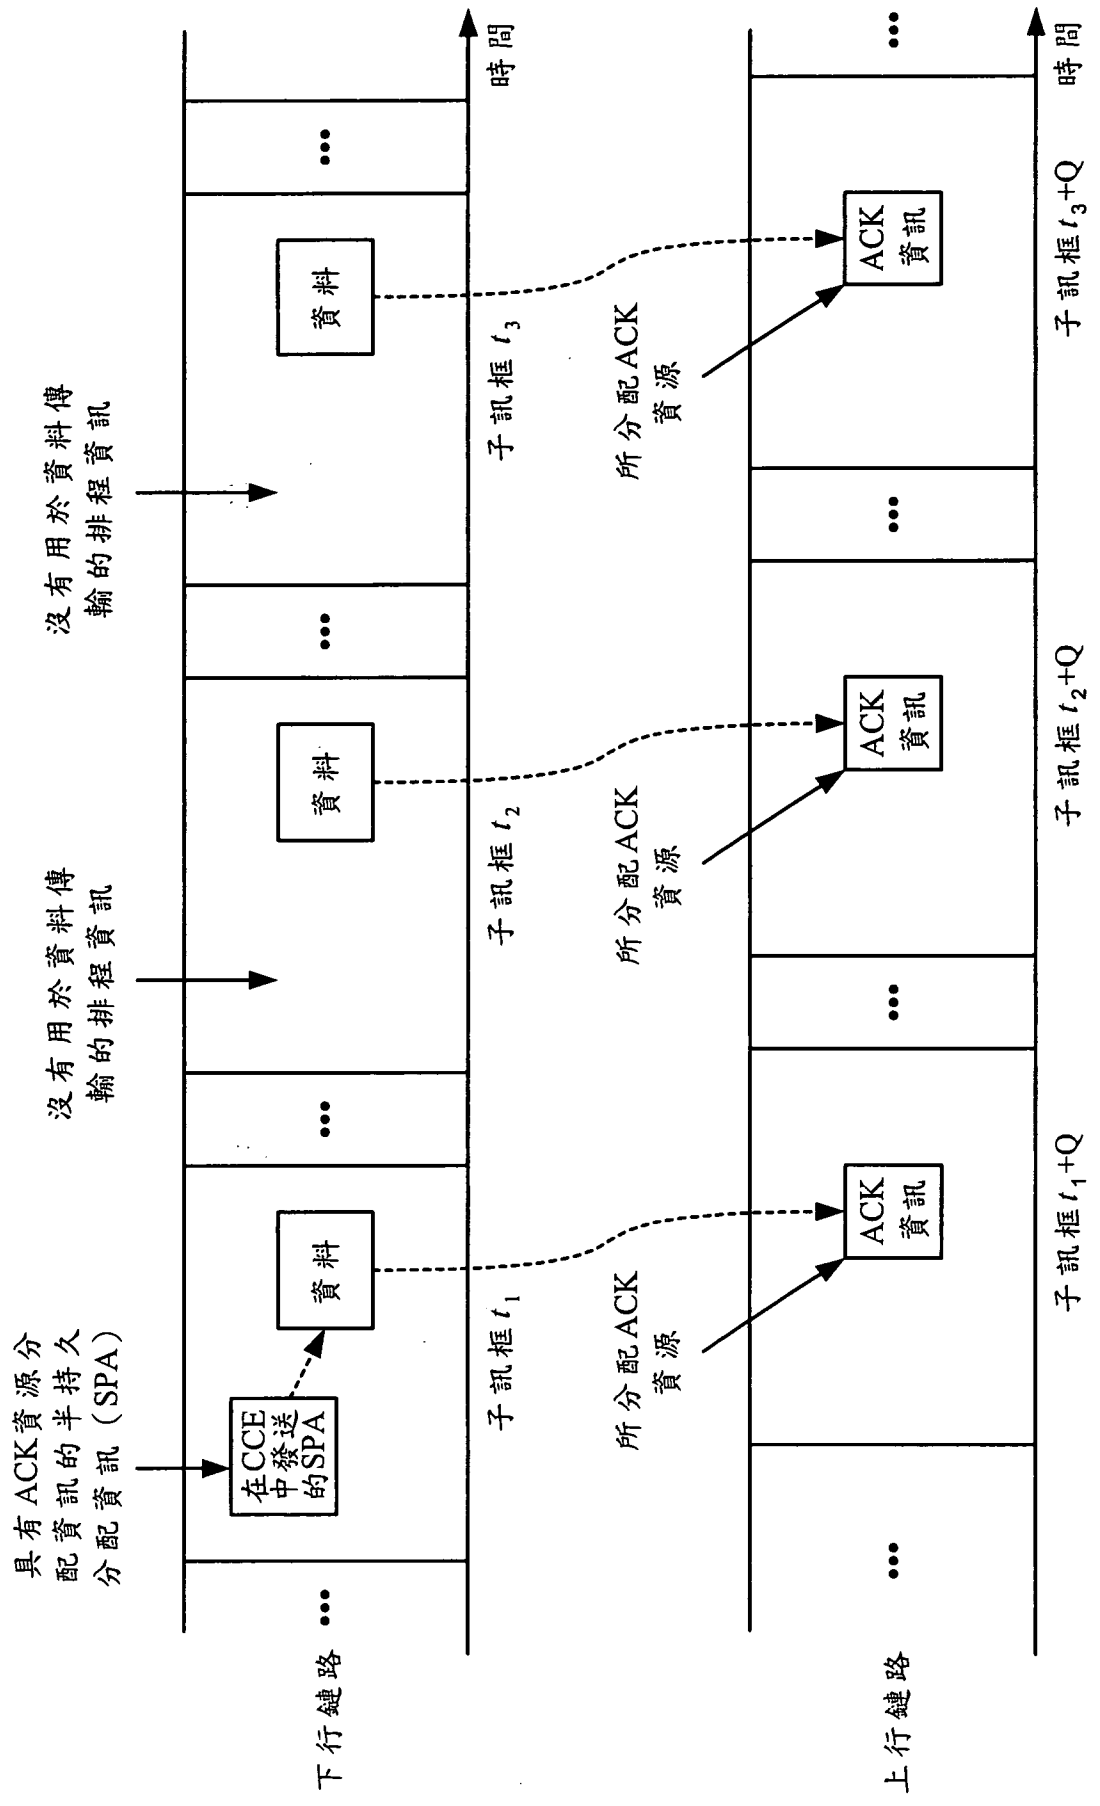 具有ACK資源分
配資訊的半持久
分配資訊（SPA）
沒有用於資料傳
輸的排程資訊
沒有用於資料傳
輸的排程資訊
下行鏈路
•••
在CCE
中發送
的SPA
資料
•••
資料
•••
資料
•••
子訊框 t₁
子訊框 t₂
子訊框 t₃
時間
所分配ACK
資源
所分配ACK
資源
所分配ACK
資源
上行鏈路
•••
ACK
資訊
•••
ACK
資訊
•••
ACK
資訊
•••
子訊框 t₁+Q
子訊框 t₂+Q
子訊框 t₃+Q
時間